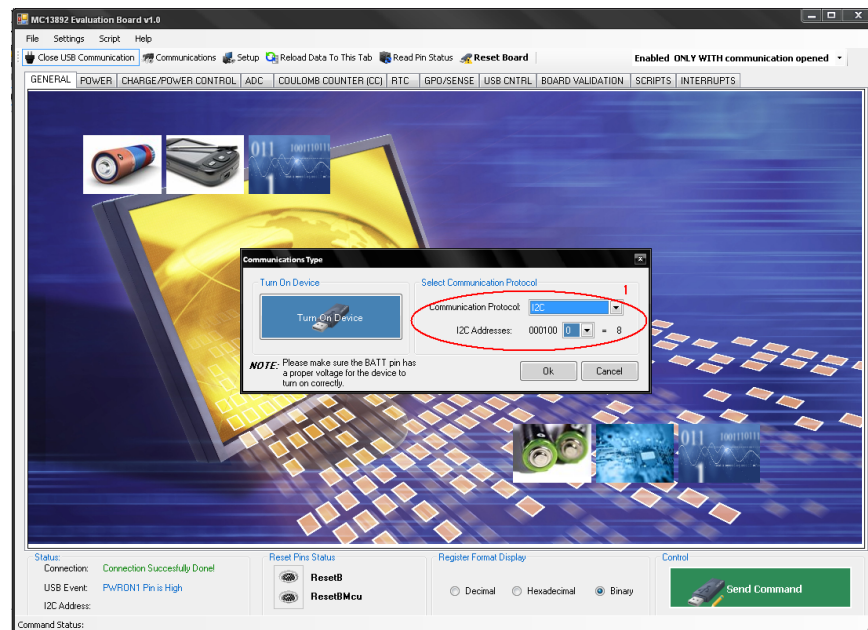 MC13892 Evaluation Board v1.0
File Settings Script Help
Close USB Communication Communications Setup Reload Data To This Tab Read Pin Status Reset Board Enabled ONLY WITH communication opened
GENERAL POWER CHARGE/POWER CONTROL ADC COULOMB COUNTER (CC) RTC GPO/SENSE USB CNTRL BOARD VALIDATION SCRIPTS INTERRUPTS
011 1001110111
1
Communications Type
Turn On Device Select Communication Protocol 1
Communication Protocol: I2C
Turn On Device
I2C Addresses: 000100 0 = 8
NOTE: Please make sure the BATT pin has
a proper voltage for the device to
turn on correctly.
Ok Cancel
011 1001110111
1
Status: Reset Pins Status Register Format Display Control
Connection: Connection Succesfully Done!
ResetB
USB Event: PWRON1 Pin is High
Decimal Hexadecimal Binary
Send Command
ResetBMcu
I2C Address:
Command Status: